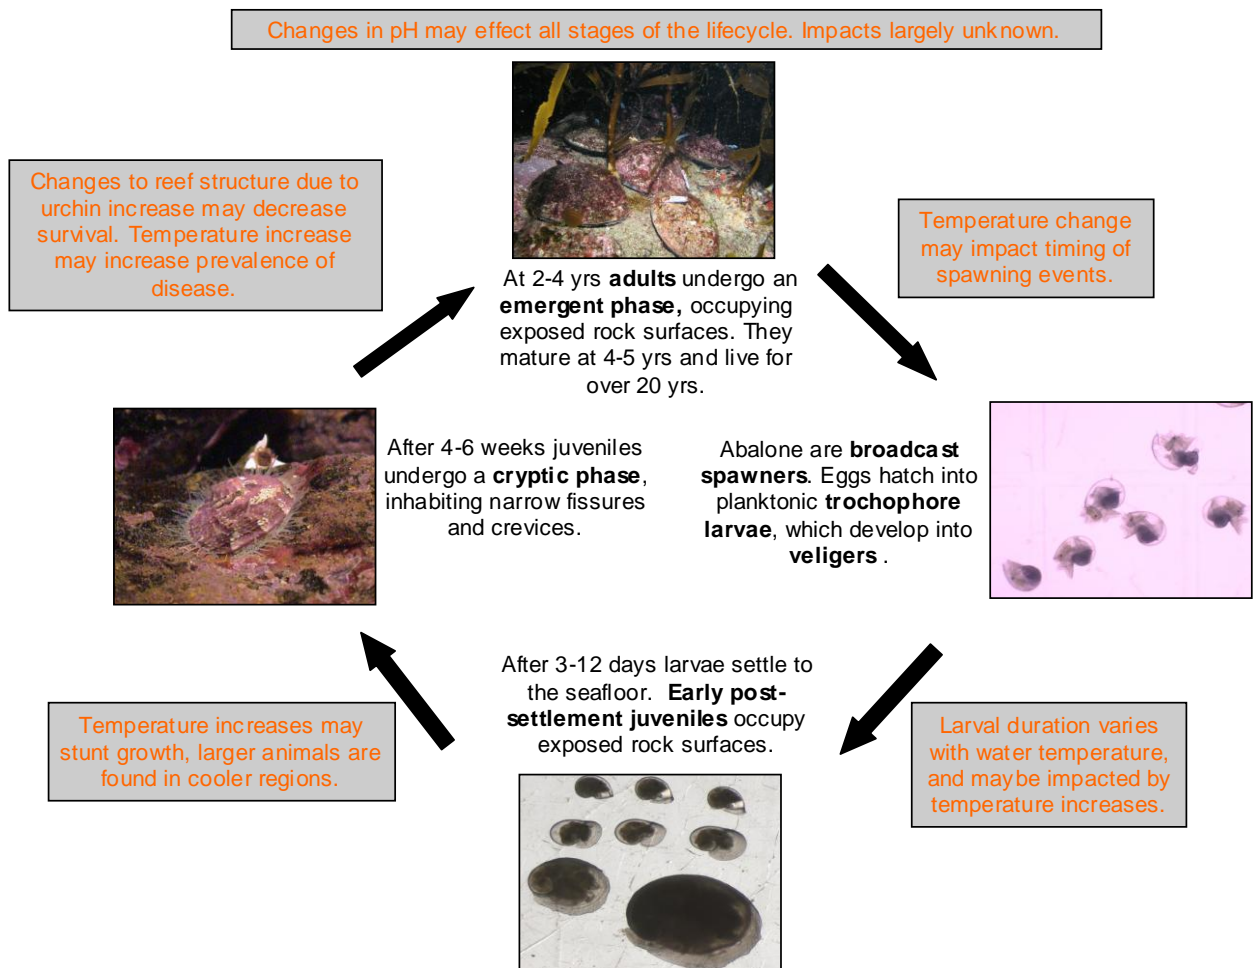 Changes in pH may effect all stages of the lifecycle. Impacts largely unknown.
Changes to reef structure due to
urchin increase may decrease
survival. Temperature increase
may increase prevalence of
disease.
Temperature change
may impact timing of
spawning events.
At 2-4 yrs adults undergo an
emergent phase, occupying
exposed rock surfaces. They
mature at 4-5 yrs and live for
over 20 yrs.
After 4-6 weeks juveniles
undergo a cryptic phase,
inhabiting narrow fissures
and crevices.
Abalone are broadcast
spawners. Eggs hatch into
planktonic trochophore
larvae, which develop into
veligers .
After 3-12 days larvae settle to
the seafloor. Early post-
settlement juveniles occupy
exposed rock surfaces.
Temperature increases may
stunt growth, larger animals are
found in cooler regions.
Larval duration varies
with water temperature,
and maybe impacted by
temperature increases.